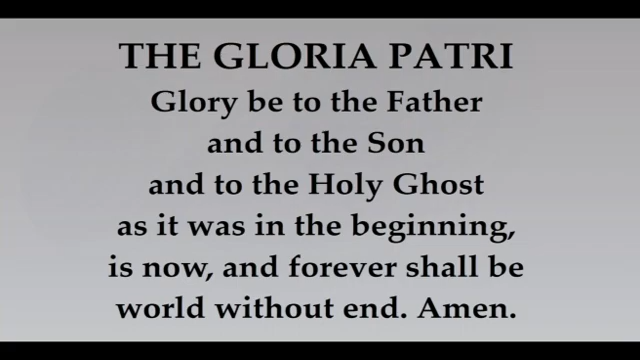 THE GLORIA PATRI
Glory be to the Father
and to the Son
and to the Holy Ghost
as it was in the beginning,
is now, and forever shall be
world without end. Amen.